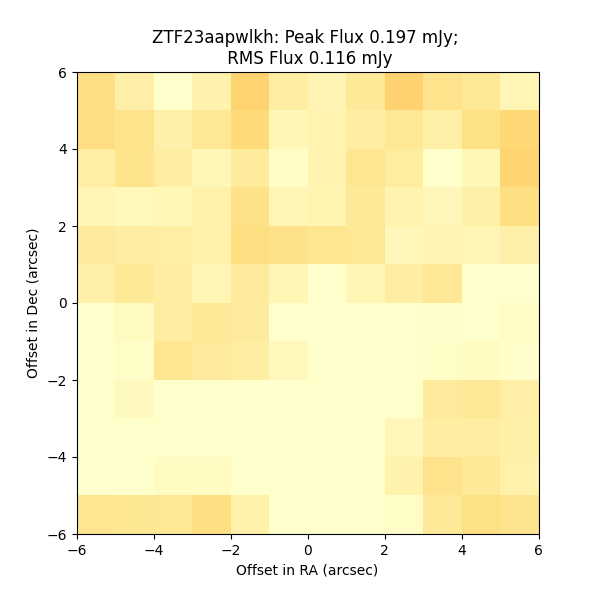 ZTF23aapwlkh: Peak Flux 0.197 mJy;
RMS Flux 0.116 mJy
6
4
2
0
−2
−4
−6
Offset in Dec (arcsec)
−6 −4 −2 0 2 4 6
Offset in RA (arcsec)